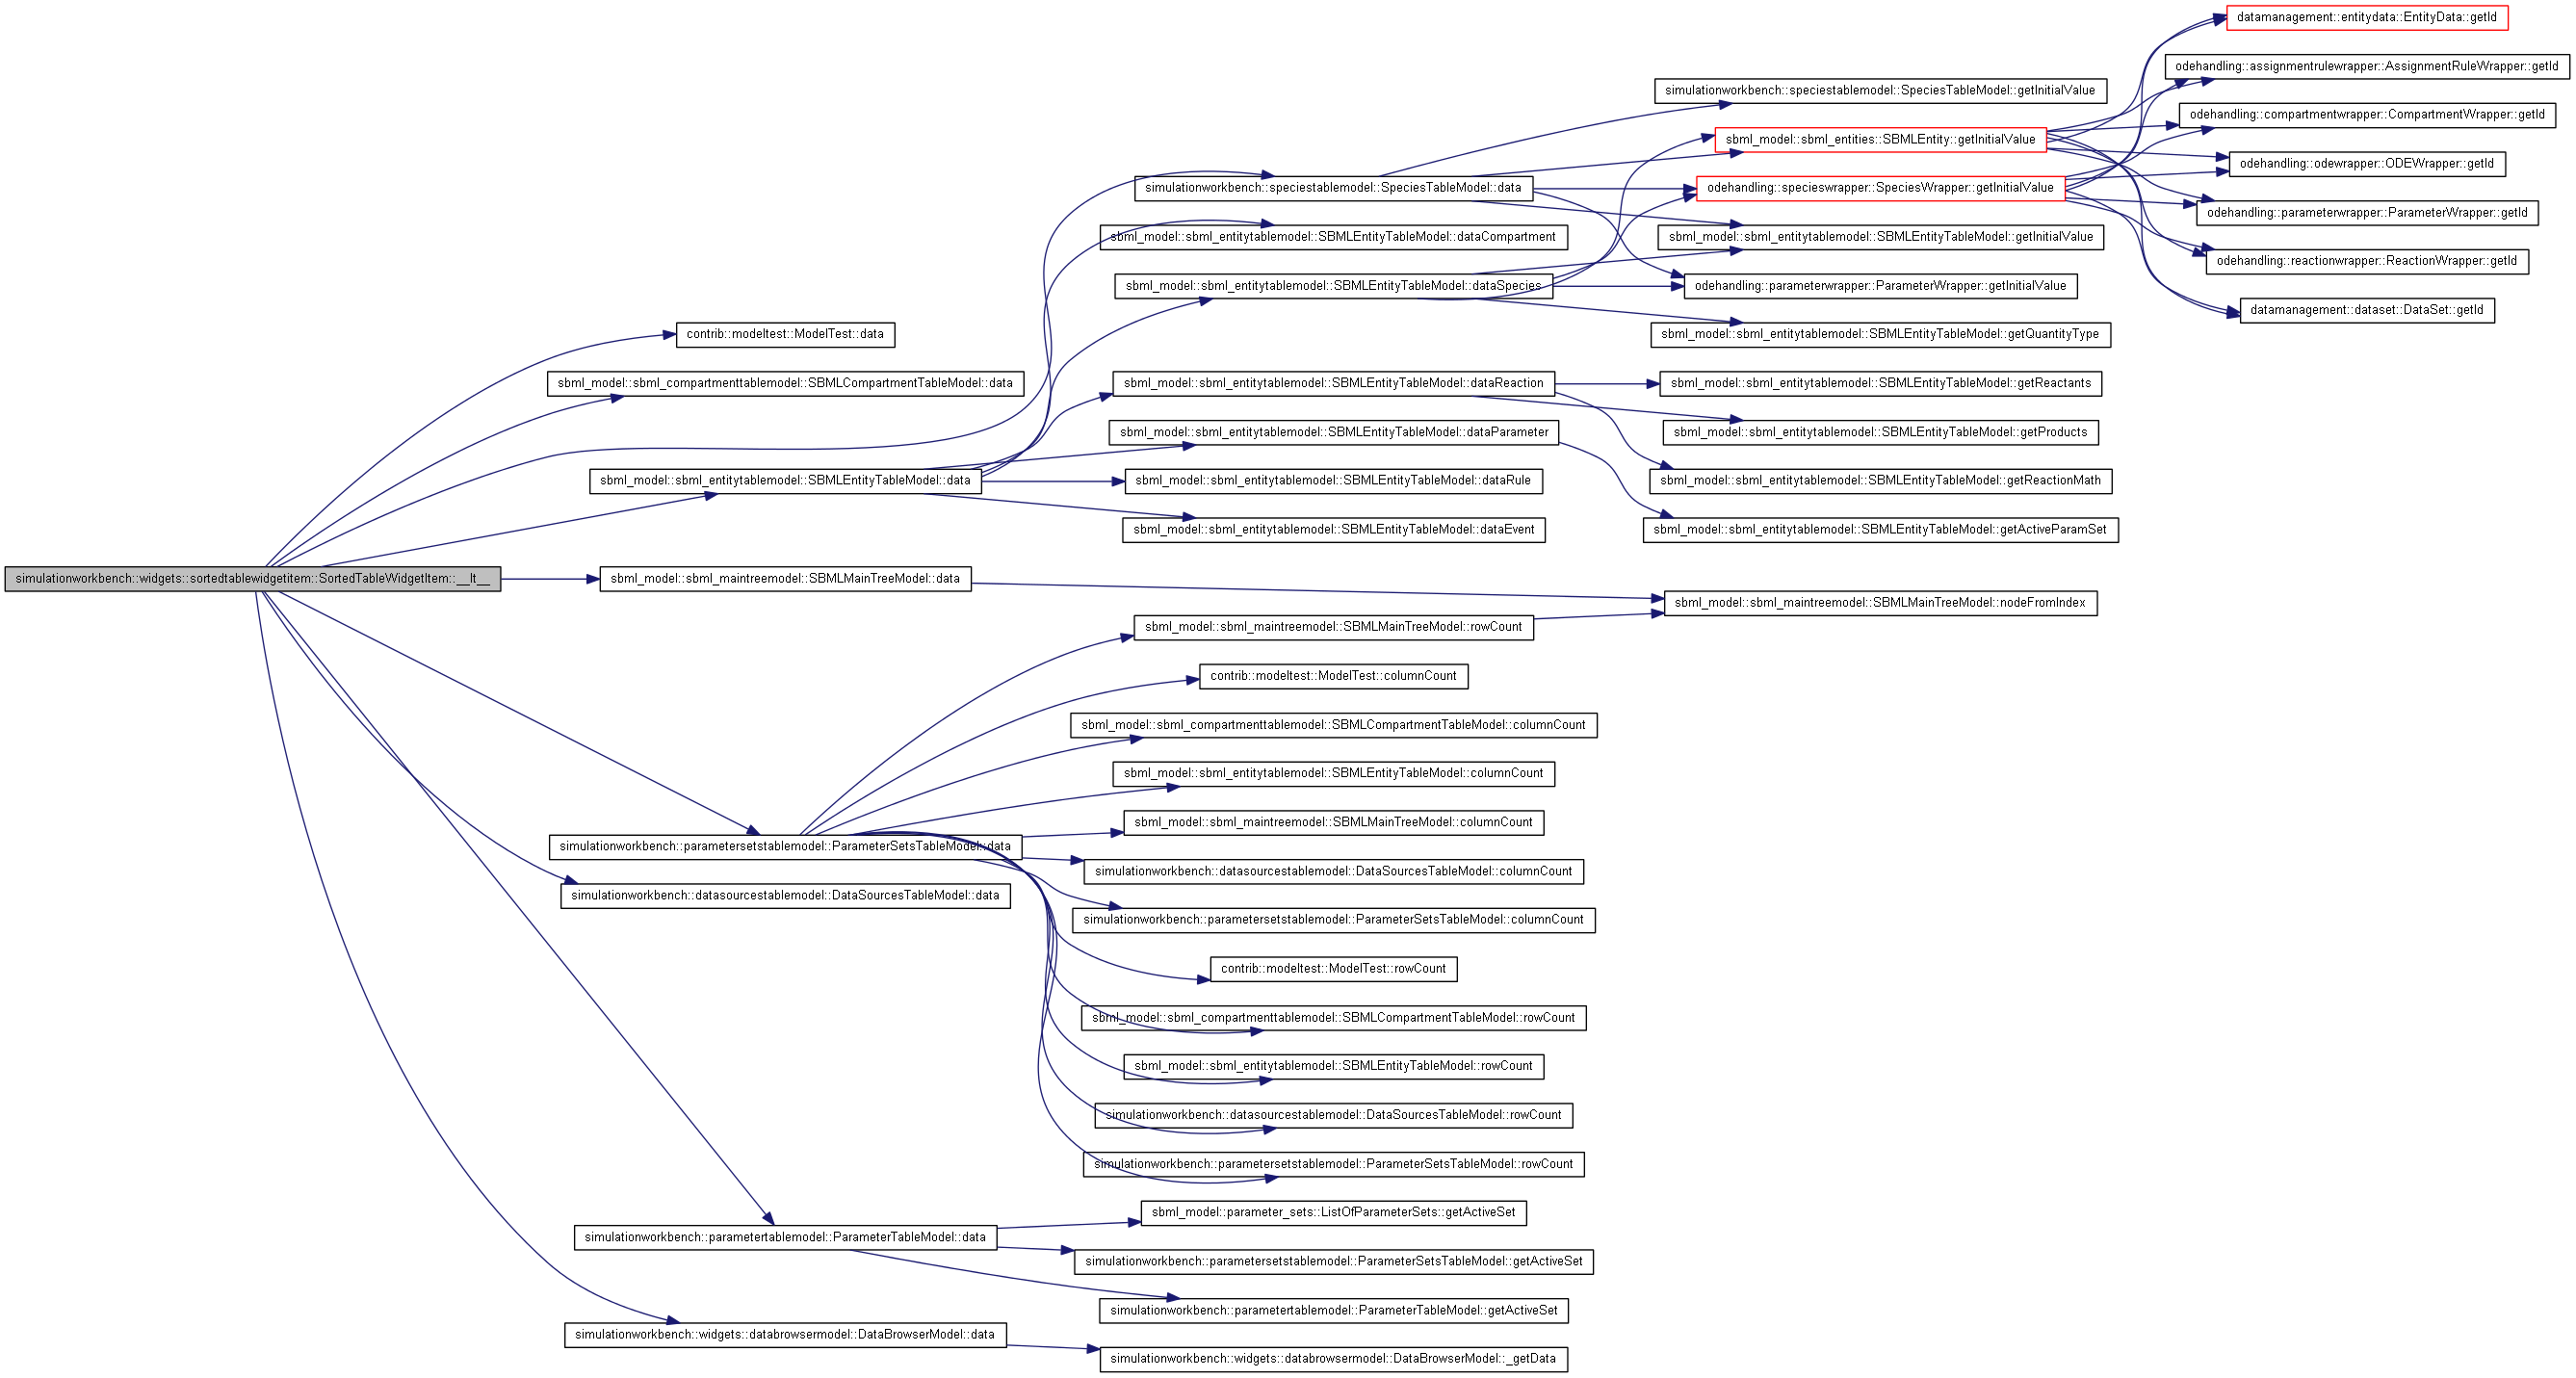 simulationworkbench::widgets::sortedtablewidgetitem::SortedTableWidgetItem::__lt__
contrib::modeltest::ModelTest::data
sbml_model::sbml_compartmenttablemodel::SBMLCompartmentTableModel::data
sbml_model::sbml_entitytablemodel::SBMLEntityTableModel::data
sbml_model::sbml_maintreemodel::SBMLMainTreeModel::data
simulationworkbench::parametersetstablemodel::ParameterSetsTableModel::data
simulationworkbench::datasourcestablemodel::DataSourcesTableModel::data
simulationworkbench::parametertablemodel::ParameterTableModel::data
simulationworkbench::widgets::databrowsermodel::DataBrowserModel::data
simulationworkbench::speciestablemodel::SpeciesTableModel::data
sbml_model::sbml_entitytablemodel::SBMLEntityTableModel::dataCompartment
sbml_model::sbml_entitytablemodel::SBMLEntityTableModel::dataSpecies
sbml_model::sbml_entitytablemodel::SBMLEntityTableModel::dataReaction
sbml_model::sbml_entitytablemodel::SBMLEntityTableModel::dataParameter
sbml_model::sbml_entitytablemodel::SBMLEntityTableModel::dataRule
sbml_model::sbml_entitytablemodel::SBMLEntityTableModel::dataEvent
sbml_model::sbml_maintreemodel::SBMLMainTreeModel::rowCount
contrib::modeltest::ModelTest::columnCount
sbml_model::sbml_compartmenttablemodel::SBMLCompartmentTableModel::columnCount
sbml_model::sbml_entitytablemodel::SBMLEntityTableModel::columnCount
sbml_model::sbml_maintreemodel::SBMLMainTreeModel::columnCount
simulationworkbench::datasourcestablemodel::DataSourcesTableModel::columnCount
simulationworkbench::parametersetstablemodel::ParameterSetsTableModel::columnCount
contrib::modeltest::ModelTest::rowCount
sbml_model::sbml_compartmenttablemodel::SBMLCompartmentTableModel::rowCount
sbml_model::sbml_entitytablemodel::SBMLEntityTableModel::rowCount
simulationworkbench::datasourcestablemodel::DataSourcesTableModel::rowCount
simulationworkbench::parametersetstablemodel::ParameterSetsTableModel::rowCount
sbml_model::parameter_sets::ListOfParameterSets::getActiveSet
simulationworkbench::parametersetstablemodel::ParameterSetsTableModel::getActiveSet
simulationworkbench::parametertablemodel::ParameterTableModel::getActiveSet
simulationworkbench::widgets::databrowsermodel::DataBrowserModel::_getData
simulationworkbench::speciestablemodel::SpeciesTableModel::getInitialValue
sbml_model::sbml_entities::SBMLEntity::getInitialValue
odehandling::specieswrapper::SpeciesWrapper::getInitialValue
sbml_model::sbml_entitytablemodel::SBMLEntityTableModel::getInitialValue
odehandling::parameterwrapper::ParameterWrapper::getInitialValue
sbml_model::sbml_entitytablemodel::SBMLEntityTableModel::getQuantityType
sbml_model::sbml_entitytablemodel::SBMLEntityTableModel::getReactants
sbml_model::sbml_entitytablemodel::SBMLEntityTableModel::getProducts
sbml_model::sbml_entitytablemodel::SBMLEntityTableModel::getReactionMath
sbml_model::sbml_entitytablemodel::SBMLEntityTableModel::getActiveParamSet
sbml_model::sbml_maintreemodel::SBMLMainTreeModel::nodeFromIndex
datamanagement::entitydata::EntityData::getId
odehandling::assignmentrulewrapper::AssignmentRuleWrapper::getId
odehandling::compartmentwrapper::CompartmentWrapper::getId
odehandling::odewrapper::ODEWrapper::getId
odehandling::parameterwrapper::ParameterWrapper::getId
odehandling::reactionwrapper::ReactionWrapper::getId
datamanagement::dataset::DataSet::getId